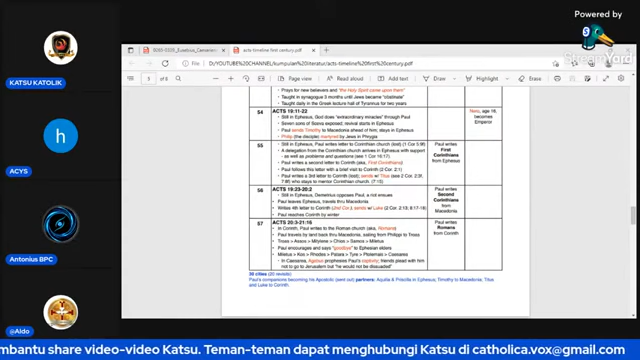 Powered by
StreamYard
KATSU KATOLIK
h
ACYS
Antonius BPC
@Aldo
acts timeline first century.pdf
D:/YOUTUBE%20CHANNEL/kumpulan%20literatur/acts-timeline%20first%20century.pdf
5
of 6
Page view
Read aloud
Add text
Draw
Highlight
Erase
• Prays for new believers and "the Holy Spirit came upon them"
• Taught in synagogue 3 months until Jews became "obstinate"
• Taught daily in the Greek lecture hall of Tyrannus for two years
54
ACTS 19:11-22
• Still in Ephesus, God does "extraordinary miracles" through Paul
• Seven sons of Sceva exposed; revival starts in Ephesus
• Paul sends Timothy to Macedonia ahead of him; stays in Ephesus
• Philip (the disciple) martyred by Jews in Phrygia
Nero, age 16, becomes Emperor
55
• Still in Ephesus, Paul writes letter to Corinthian church (lost) (1 Cor 5:9f)
• A delegation from the Corinthian church arrives in Ephesus with support
– as well as problems and questions (see 1 Cor 16:17)
• Paul writes a second letter to Corinth (aka, First Corinthians)
• Paul follows this letter with a brief visit to Corinth (2 Cor. 2:1)
• Paul writes a 3rd letter to Corinth (lost); sends w/ Titus (see 2 Cor. 2:3f,
7:8f) who stays to mentor Corinthian church. (7:13)
Paul writes
First
Corinthians
from Ephesus
56
ACTS 19:23-20:2
• Still in Ephesus, Demetrius opposes Paul, a riot ensues
• Paul leaves Ephesus, travels thru Macedonia
• Writes 4th letter to Corinth (2nd Cor.), sends w/ Luke (2 Cor. 2:13; 8:17-18)
• Paul reaches Corinth by winter
Paul writes
Second
Corinthians
from
Macedonia
57
ACTS 20:3-21:16
• In Corinth, Paul writes to the Roman church (aka, Romans)
• Paul travels by land back thru Macedonia, sailing from Philippi to Troas
• Troas > Assos > Mitylene > Chios > Samos > Miletus
• Paul encourages and says "goodbye" to Ephesian elders
• Miletus > Kos > Rhodes > Patara > Tyre > Ptolemais > Caesarea
• In Caesarea, Agabus prophesies Paul's captivity; friends plead with him
not to go to Jerusalem but "he would not be dissuaded"
Paul writes
Romans
from Corinth
30 cities (20 revisits)
Paul's companions becoming his Apostolic (sent out) partners: Aquila & Priscilla in Ephesus; Timothy to Macedonia; Titus
and Luke to Corinth.
mbantu share video-video Katsu. Teman-teman dapat menghubungi Katsu di catholica.vox@gmail.com